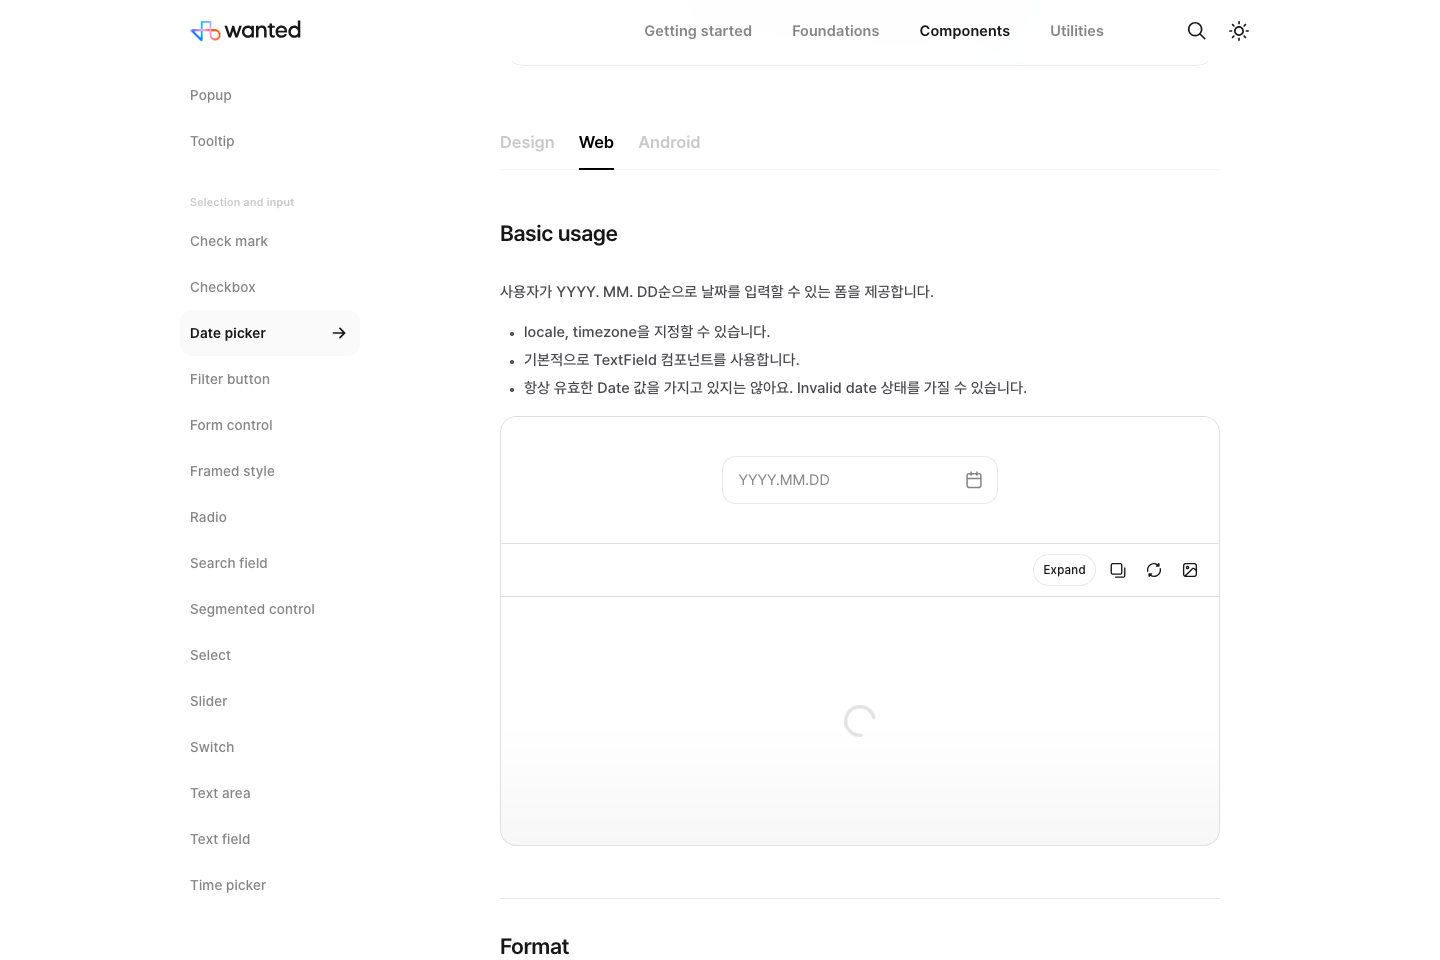 wanted
Getting started
Foundations
Components
Utilities
Popup
Tooltip
Selection and input
Check mark
Checkbox
Date picker
Filter button
Form control
Framed style
Radio
Search field
Segmented control
Select
Slider
Switch
Text area
Text field
Time picker
Design
Web
Android
Basic usage
사용자가 YYYY. MM. DD순으로 날짜를 입력할 수 있는 폼을 제공합니다.
locale, timezone을 지정할 수 있습니다.
기본적으로 TextField 컴포넌트를 사용합니다.
항상 유효한 Date 값을 가지고 있지는 않아요. Invalid date 상태를 가질 수 있습니다.
YYYY.MM.DD
Expand
Format